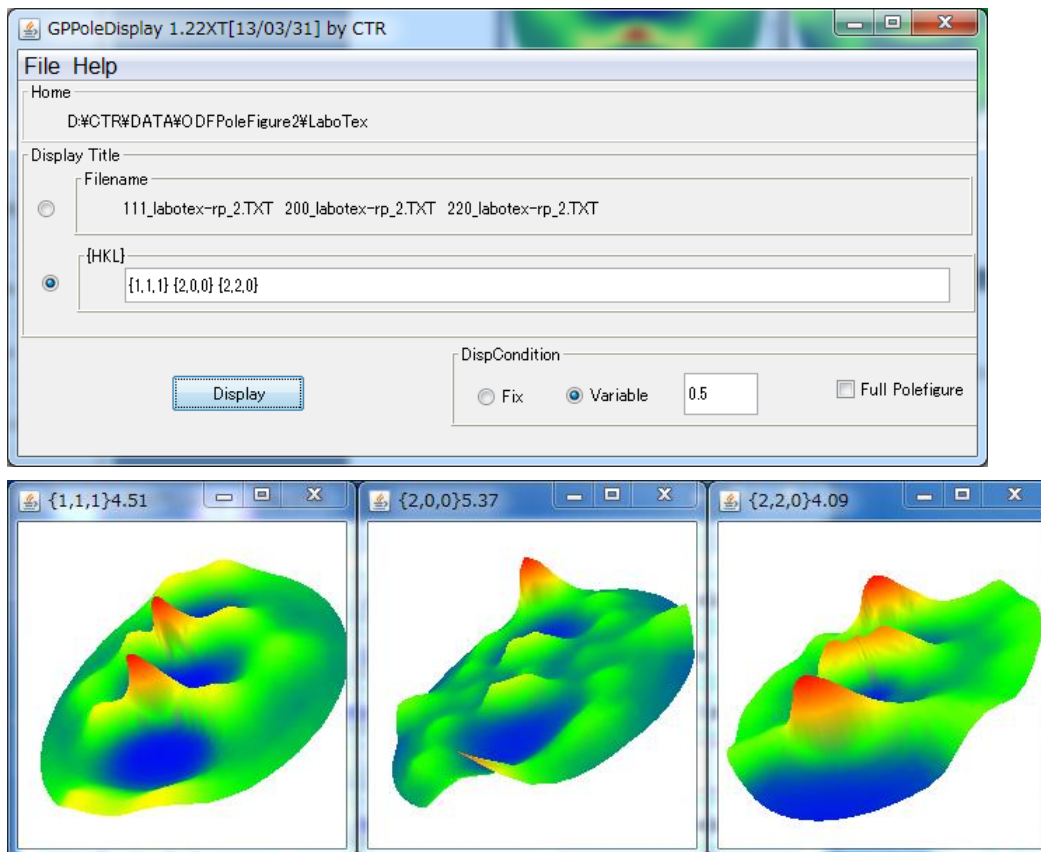 GPPoleDisplay 1.22XT[13/03/31] by CTR
File Help
Home
D:¥CTR¥DATA¥ODFPoleFigure2¥LaboTex
Display Title
Filename
111_labotex-rp_2.TXT 200_labotex-rp_2.TXT 220_labotex-rp_2.TXT
{HKL}
{1,1,1} {2,0,0} {2,2,0}
DispCondition
Display
Fix Variable 0.5 Full Polefigure
{1,1,1}4.51 {2,0,0}5.37 {2,2,0}4.09